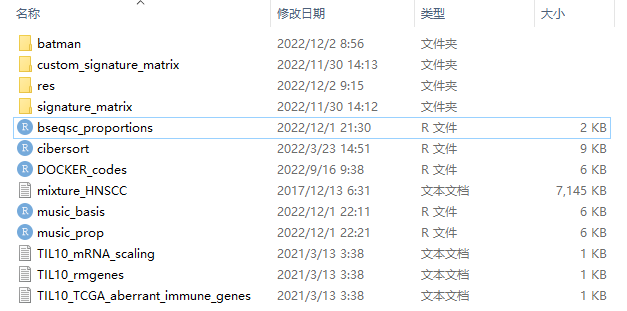 名称 修改日期 类型 大小
batman 2022/12/2 8:56 文件夹
custom_signature_matrix 2022/11/30 14:13 文件夹
res 2022/12/2 9:15 文件夹
signature_matrix 2022/11/30 14:12 文件夹
R bseqsc_proportions 2022/12/1 21:30 R 文件 2 KB
R cibersort 2022/3/23 14:51 R 文件 9 KB
R DOCKER_codes 2022/9/16 9:38 R 文件 6 KB
mixture_HNSCC 2017/12/13 6:31 文本文档 7,145 KB
R music_basis 2022/12/1 22:11 R 文件 6 KB
R music_prop 2022/12/1 22:21 R 文件 6 KB
TIL10_mRNA_scaling 2021/3/13 3:38 文本文档 1 KB
TIL10_rmgenes 2021/3/13 3:38 文本文档 1 KB
TIL10_TCGA_aberrant_immune_genes 2021/3/13 3:38 文本文档 1 KB